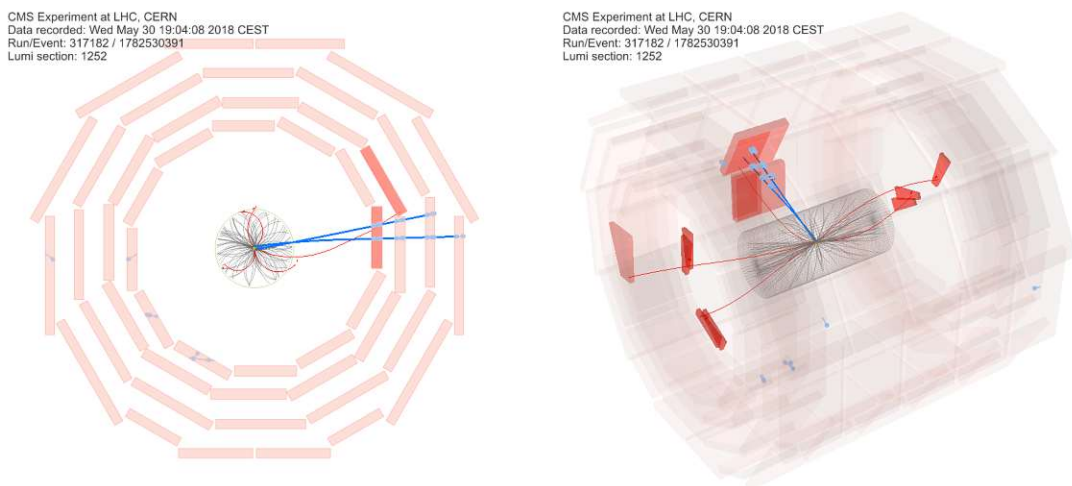 CMS Experiment at LHC, CERN
Data recorded: Wed May 30 19:04:08 2018 CEST
Run/Event: 317182 / 1782530391
Lumi section: 1252
CMS Experiment at LHC, CERN
Data recorded: Wed May 30 19:04:08 2018 CEST
Run/Event: 317182 / 1782530391
Lumi section: 1252